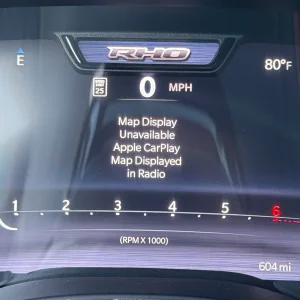 RHO
E
80°F
25
0 MPH
Map Display
Unavailable
Apple CarPlay
Map Displayed
in Radio
1 2 3 4 5 6
(RPM X 1000)
604 mi